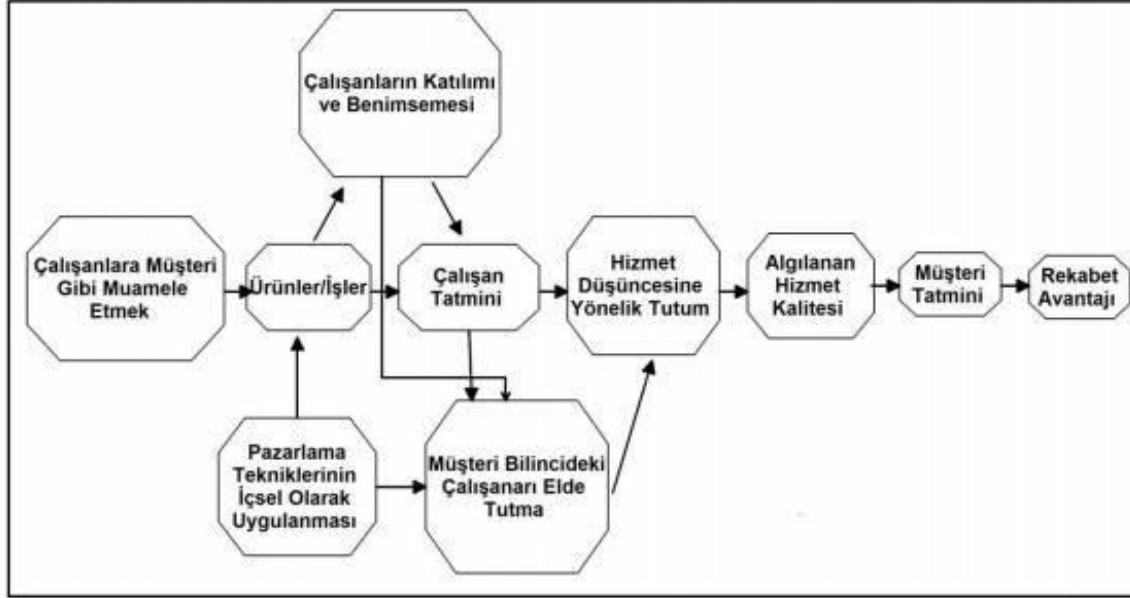 Çalışanların Katılımı
ve Benimsemesi
Çalışanlara Müşteri
Gibi Muamele
Etmek
Ürünler/İşler
Çalışan
Tatmini
Hizmet
Düşüncesine
Yönelik Tutum
Algılanan
Hizmet
Kalitesi
Müşteri
Tatmini
Rekabet
Avantajı
Pazarlama
Tekniklerinin
İçsel Olarak
Uygulanması
Müşteri Bilincideki
Çalışanarı Elde
Tutma